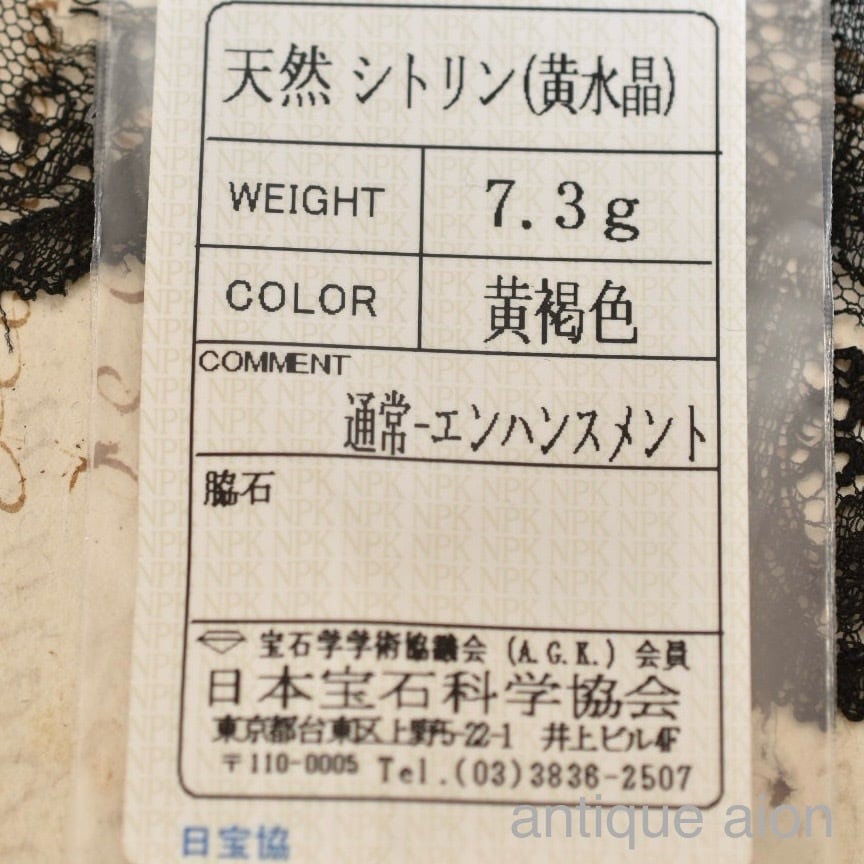 天然 シトリン(黄水晶)
WEIGHT 7.3g
COLOR 黄褐色
COMMENT
通常-エンハンスメント
脇石
宝石学学術協議会 (A.G.K.) 会員
日本宝石科学協会
東京都台東区上野5-22-1 井上ビル4F
〒110-0005 Tel.(03)3836-2507
日宝協
antique aion